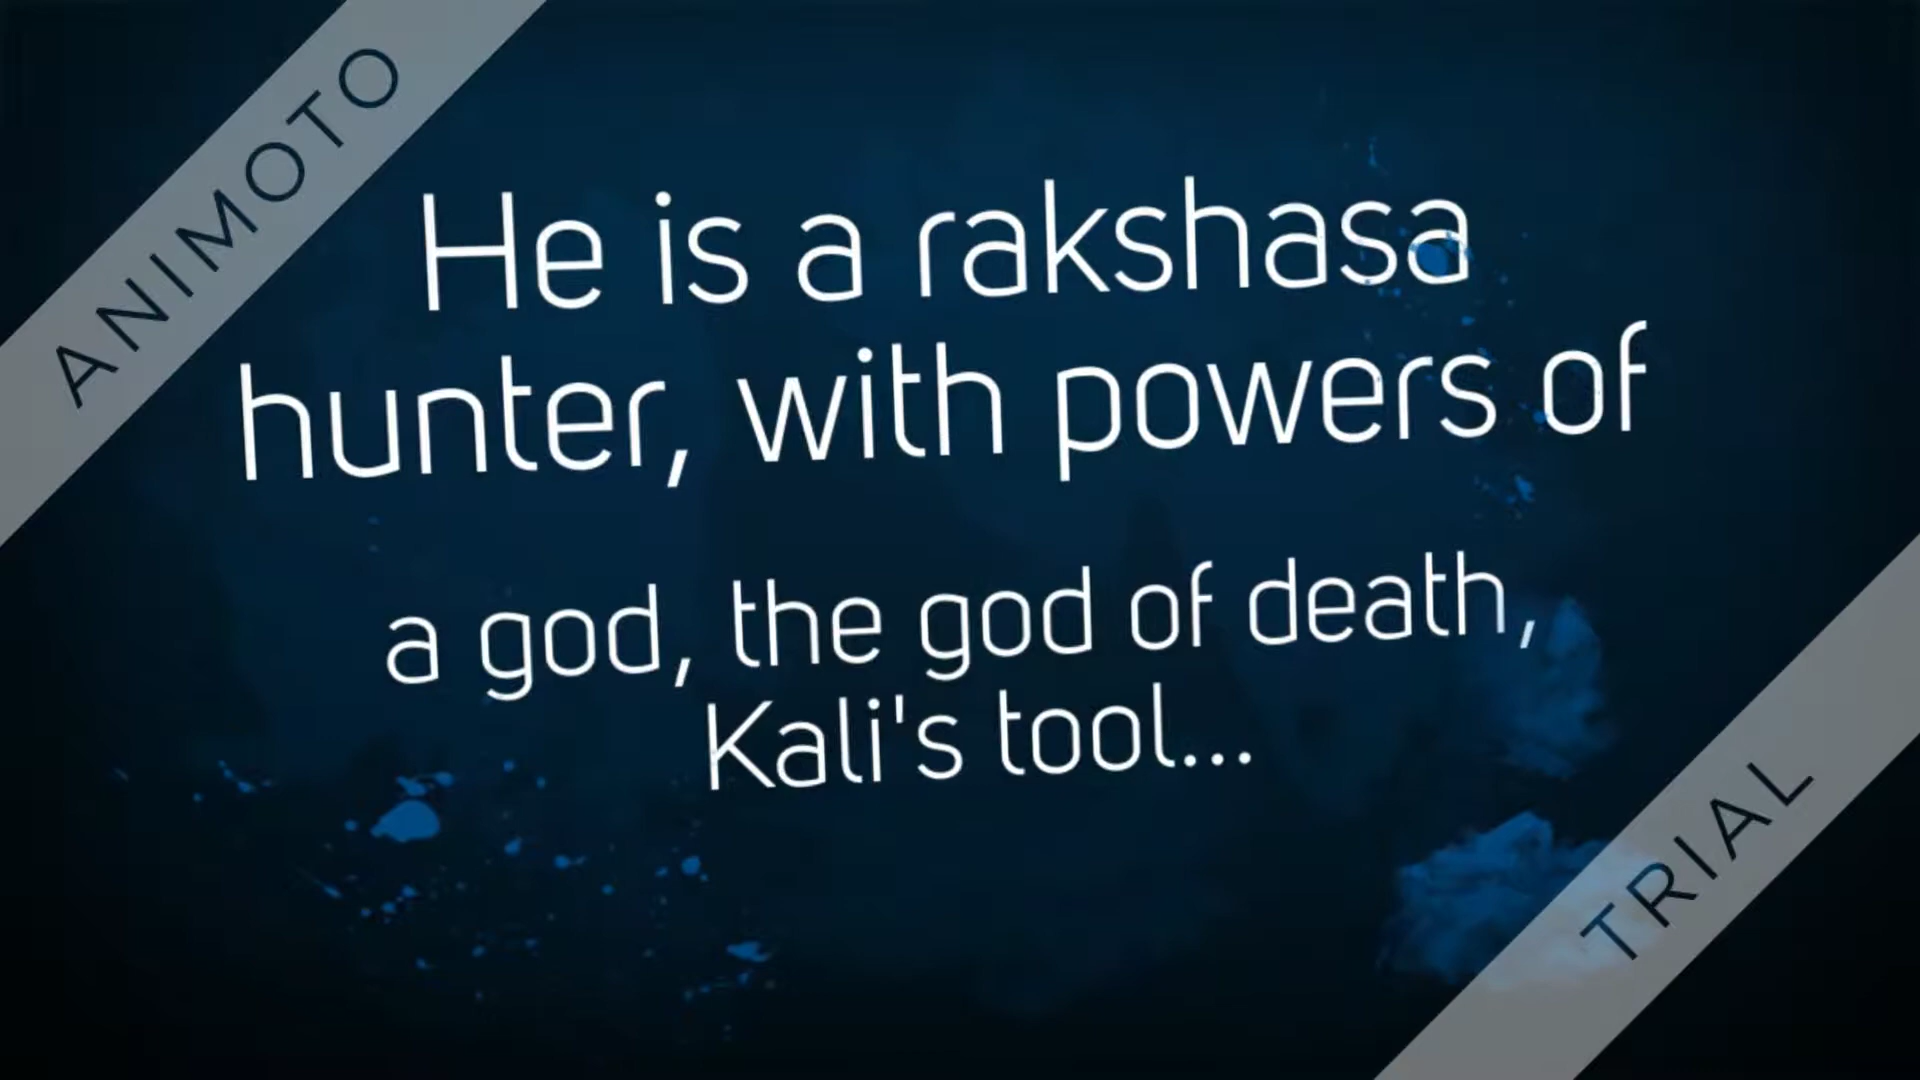 ANIMOTO
He is a rakshasa
hunter, with powers of
a god, the god of death,
Kali's tool...
TRIAL